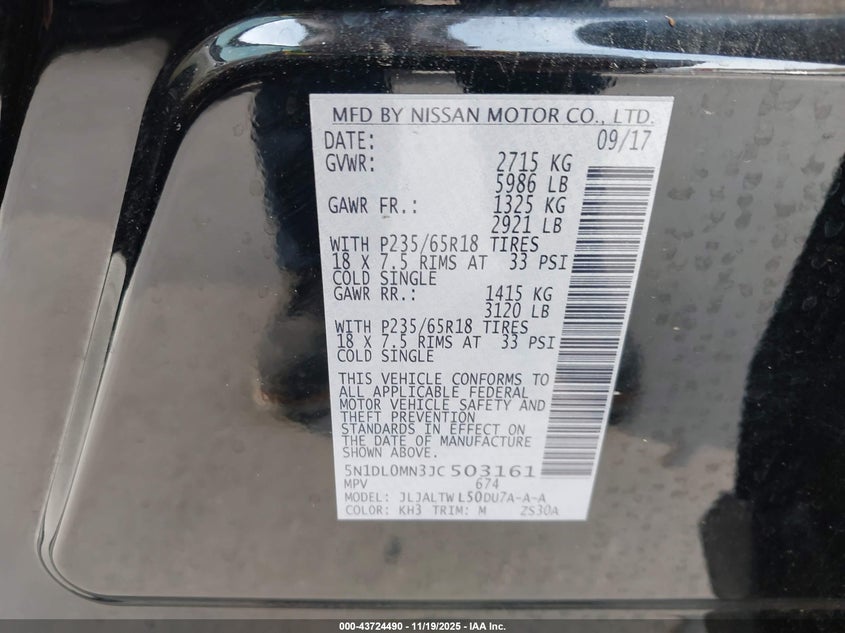 MFD BY NISSAN MOTOR CO., LTD.
DATE: 09/17
GVWR: 2715 KG
5986 LB
GAWR FR.: 1325 KG
2921 LB
WITH P235/65R18 TIRES
18 X 7.5 RIMS AT 33 PSI
COLD SINGLE
GAWR RR.: 1415 KG
3120 LB
WITH P235/65R18 TIRES
18 X 7.5 RIMS AT 33 PSI
COLD SINGLE
THIS VEHICLE CONFORMS TO
ALL APPLICABLE FEDERAL
MOTOR VEHICLE SAFETY AND
THEFT PREVENTION
STANDARDS IN EFFECT ON
THE DATE OF MANUFACTURE
SHOWN ABOVE.
5N1DL0MN3JC503161
MPV 674
MODEL: JLJALTWL50DU7A-A-A
COLOR: KH3 TRIM: M ZS30A
000-43724490 - 11/19/2025 - IAA Inc.